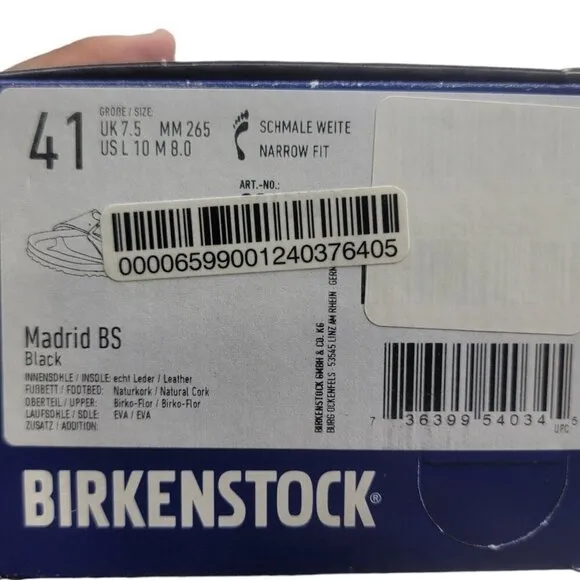 41
GRÖßE / SIZE:
UK 7.5 MM 265
US L 10 M 8.0
SCHMALE WEITE
NARROW FIT
ART.-NO.:
00006599001240376405
Madrid BS
Black
INNENSOHLE / INSOLE: echt Leder / Leather
FUßBETT / FOOTBED: Naturkork / Natural Cork
OBERTEIL / UPPER: Birko-Flor / Birko-Flor
LAUFSOHLE / SOLE: EVA / EVA
ZUSATZ / ADDITION:
BIRKENSTOCK GMBH & CO. KG
BURG OCKENFELS · 53545 LINZ AM RHEIN · GERM
7 36399 54034 6
UPC
BIRKENSTOCK®